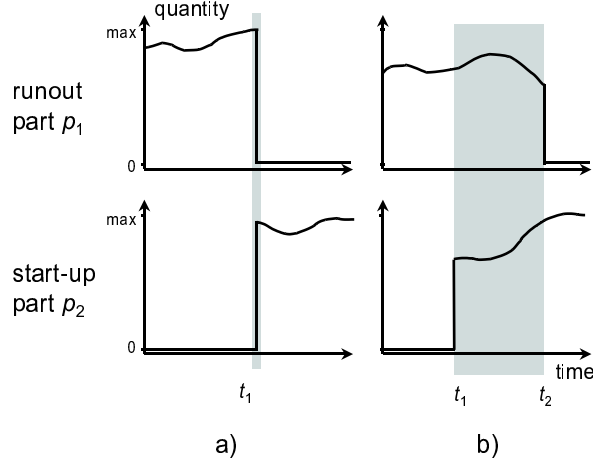 quantity
max
runout
part p₁
0
max
start-up
part p₂
0
time
t₁
t₁
t₂
a)
b)